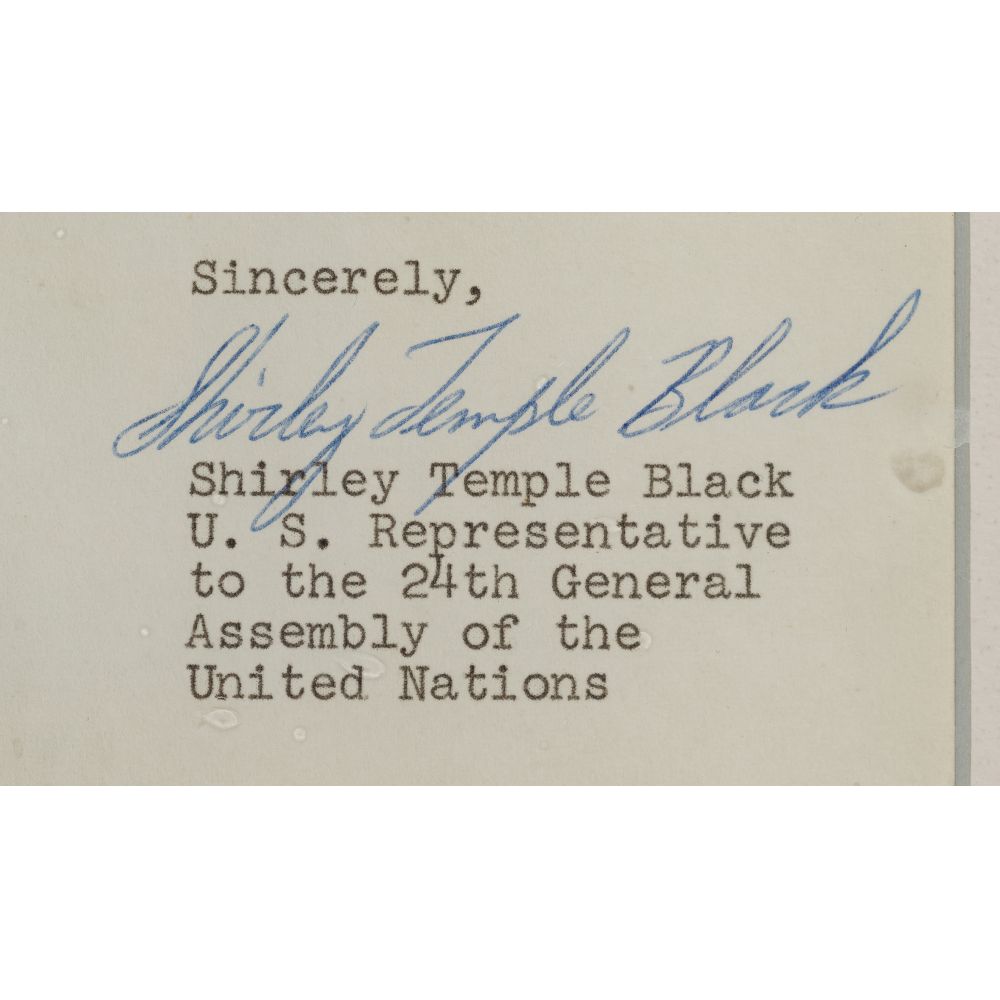 Sincerely,
Shirley Temple Black
Shirley Temple Black
U. S. Representative
to the 24th General
Assembly of the
United Nations